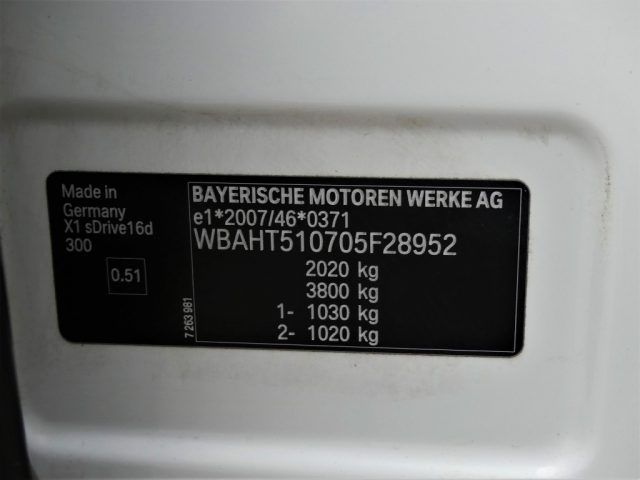 Made in
Germany
X1 sDrive16d
300
0.51
BAYERISCHE MOTOREN WERKE AG
e1*2007/46*0371
WBAHT510705F28952
2020 kg
3800 kg
1- 1030 kg
2- 1020 kg
7 263 981